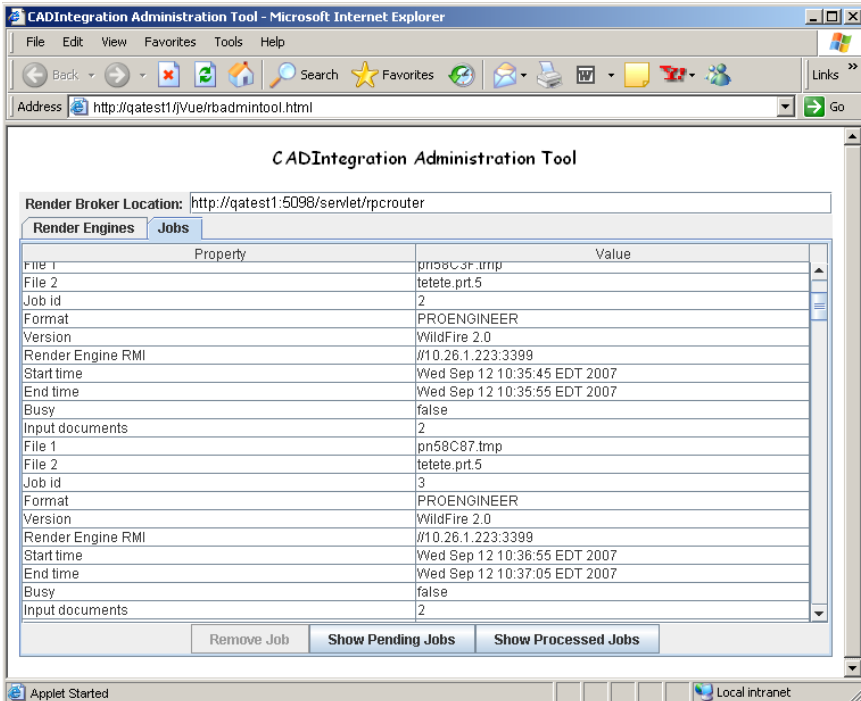 CADIntegration Administration Tool - Microsoft Internet Explorer
File Edit View Favorites Tools Help
Back Search Favorites Links »
Address http://qatest1/jVue/rbadmintool.html Go
CADIntegration Administration Tool
Render Broker Location: http://qatest1:5098/servlet/rpcrouter
Render Engines Jobs
Property Value
File 1 pn58C3F.tmp
File 2 tetete.prt.5
Job id 2
Format PROENGINEER
Version WildFire 2.0
Render Engine RMI //10.26.1.223:3399
Start time Wed Sep 12 10:35:45 EDT 2007
End time Wed Sep 12 10:35:55 EDT 2007
Busy false
Input documents 2
File 1 pn58C87.tmp
File 2 tetete.prt.5
Job id 3
Format PROENGINEER
Version WildFire 2.0
Render Engine RMI //10.26.1.223:3399
Start time Wed Sep 12 10:36:55 EDT 2007
End time Wed Sep 12 10:37:05 EDT 2007
Busy false
Input documents 2
Remove Job Show Pending Jobs Show Processed Jobs
Applet Started Local intranet